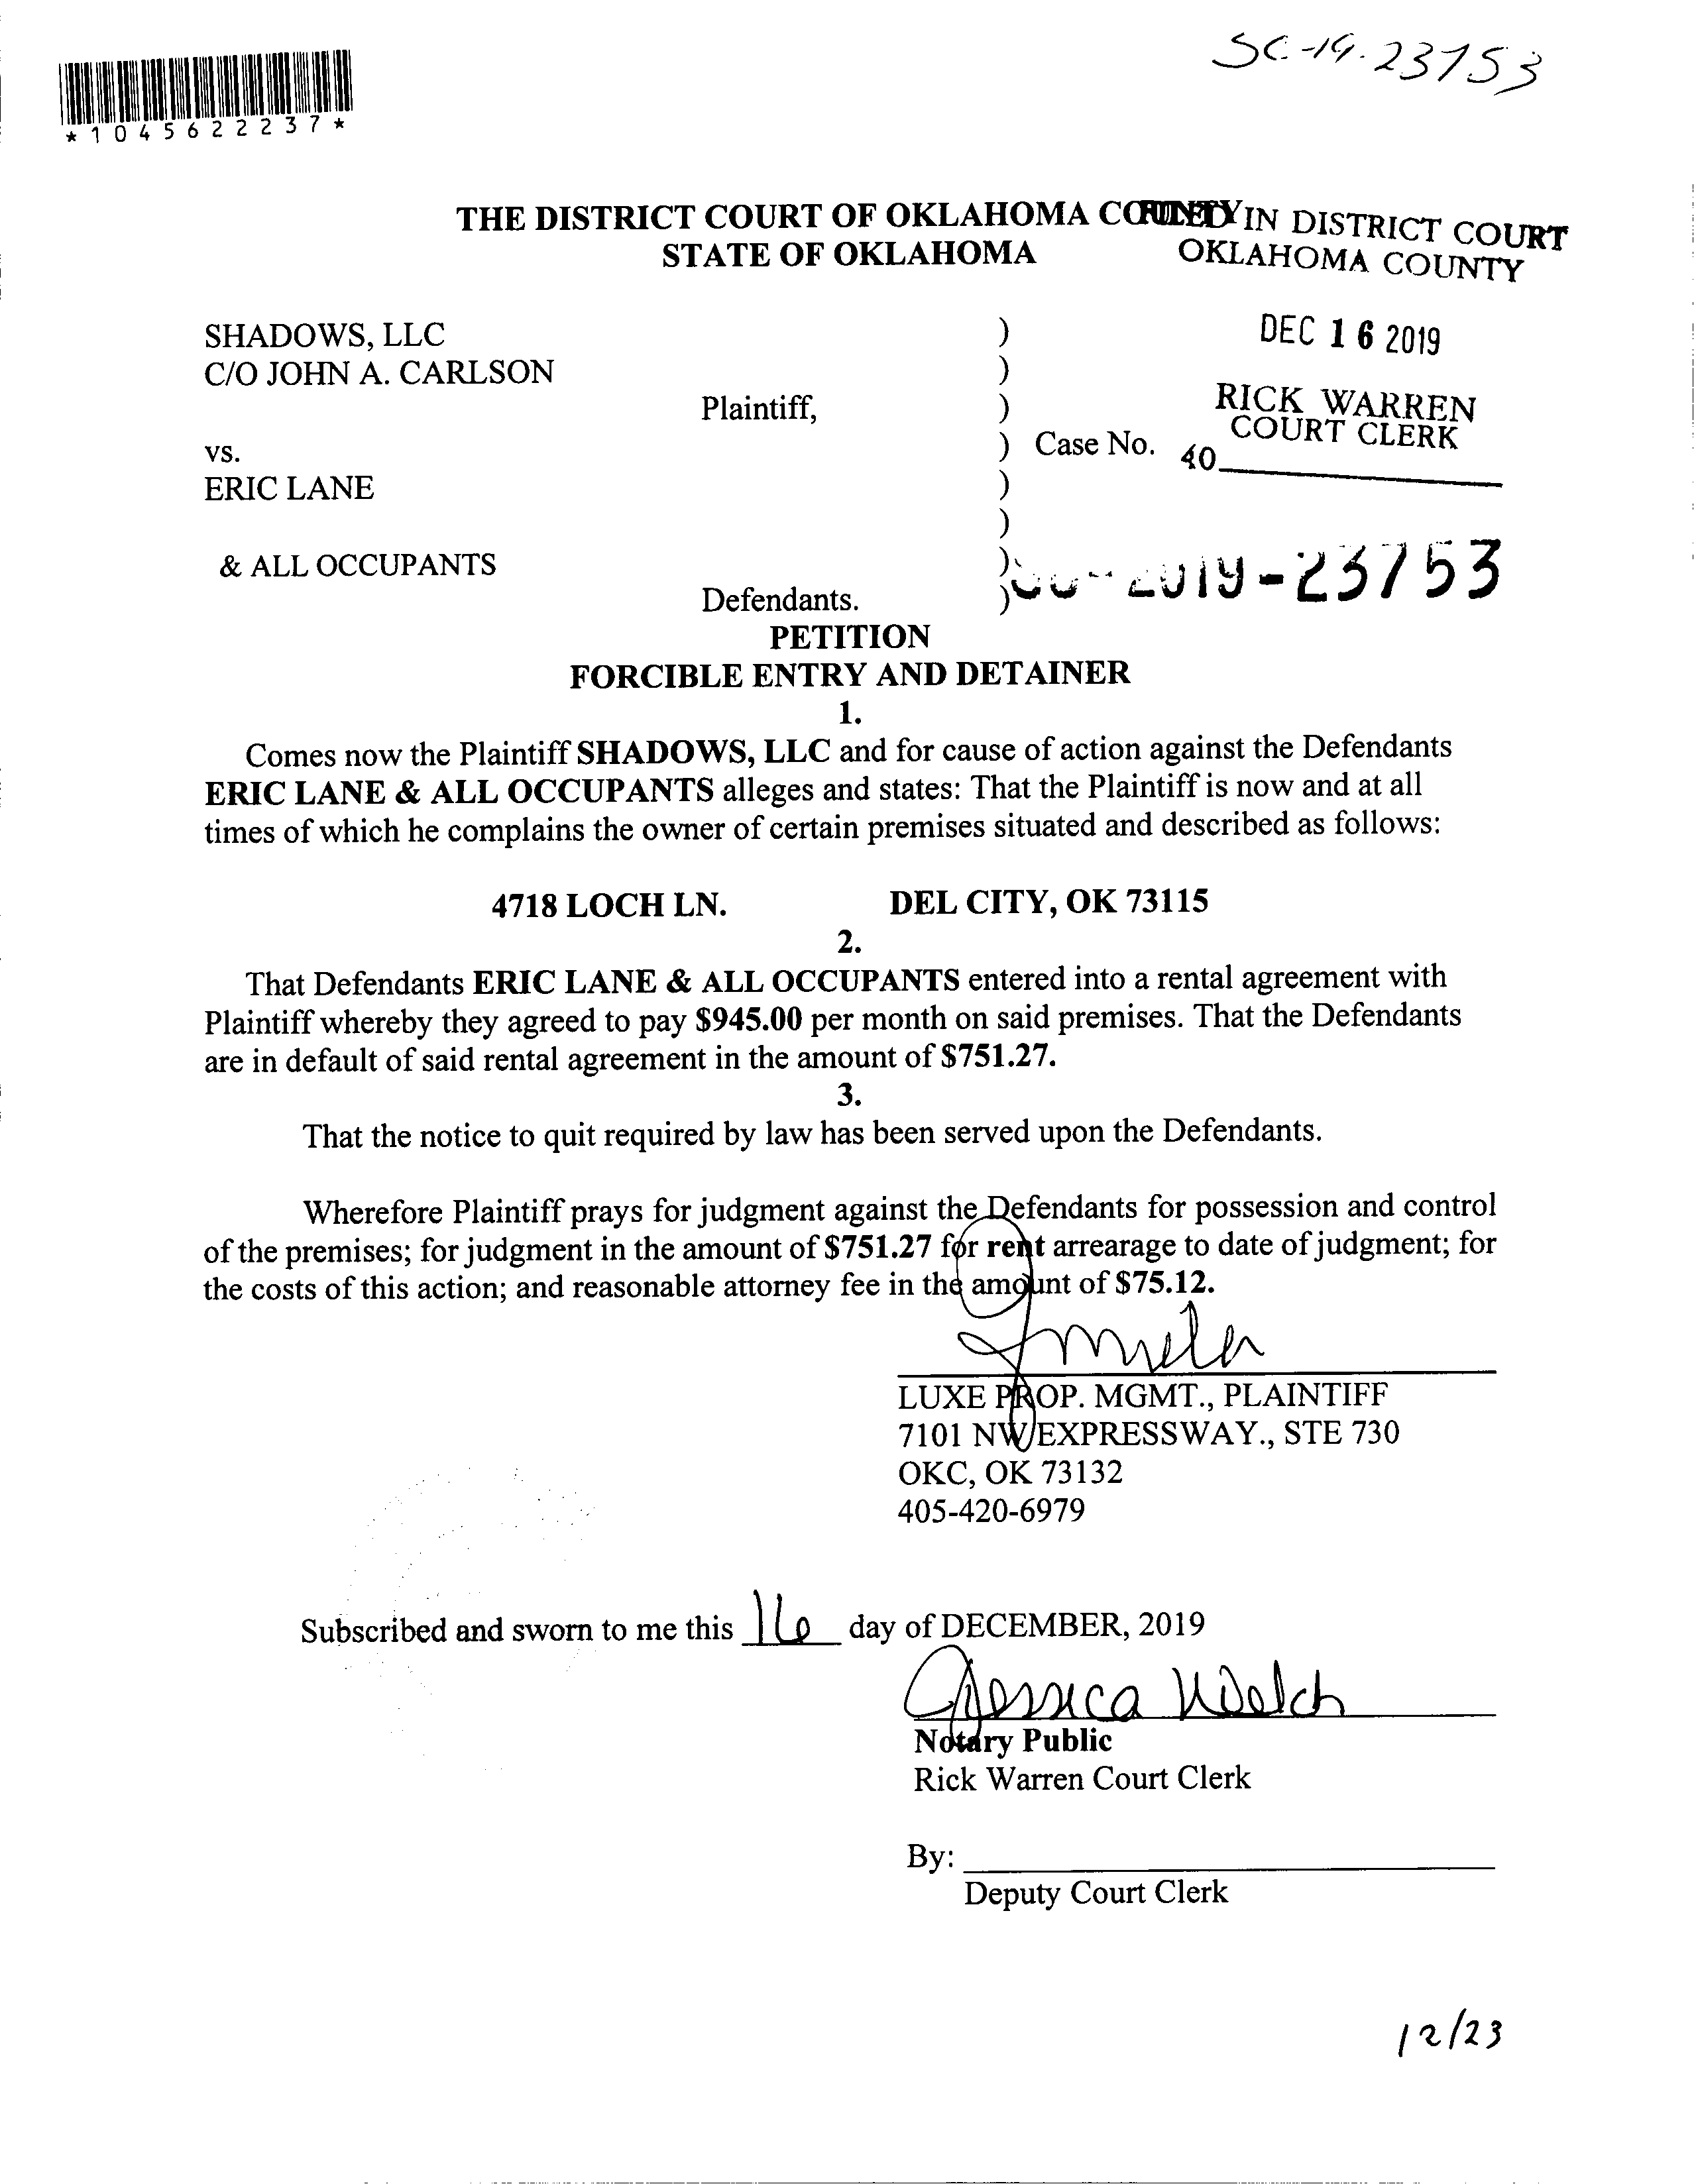 SC-19-23753
*1045622237*
THE DISTRICT COURT OF OKLAHOMA COUNTY
FILED IN DISTRICT COURT
STATE OF OKLAHOMA
OKLAHOMA COUNTY
SHADOWS, LLC )
DEC 16 2019
C/O JOHN A. CARLSON )
Plaintiff, )
RICK WARREN
COURT CLERK
vs. ) Case No.
40
ERIC LANE )
)
& ALL OCCUPANTS )
2019-23753
Defendants. )
PETITION
FORCIBLE ENTRY AND DETAINER
1.
Comes now the Plaintiff SHADOWS, LLC and for cause of action against the Defendants
ERIC LANE & ALL OCCUPANTS alleges and states: That the Plaintiff is now and at all
times of which he complains the owner of certain premises situated and described as follows:
4718 LOCH LN. DEL CITY, OK 73115
2.
That Defendants ERIC LANE & ALL OCCUPANTS entered into a rental agreement with
Plaintiff whereby they agreed to pay $945.00 per month on said premises. That the Defendants
are in default of said rental agreement in the amount of $751.27.
3.
That the notice to quit required by law has been served upon the Defendants.
Wherefore Plaintiff prays for judgment against the Defendants for possession and control
of the premises; for judgment in the amount of $751.27 for rent arrearage to date of judgment; for
the costs of this action; and reasonable attorney fee in the amount of $75.12.
LUXE PROP. MGMT., PLAINTIFF
7101 NW EXPRESSWAY., STE 730
OKC, OK 73132
405-420-6979
Subscribed and sworn to me this 16 day of DECEMBER, 2019
Jessica Welch
Notary Public
Rick Warren Court Clerk
By:
Deputy Court Clerk
12/23